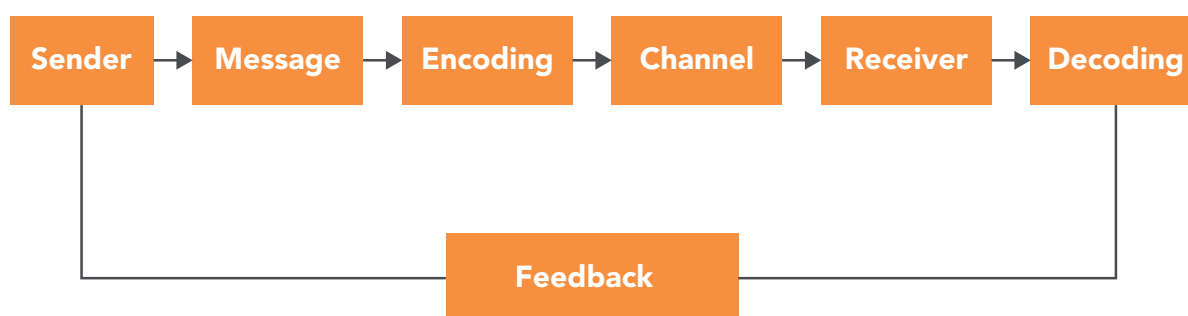 Sender
Message
Encoding
Channel
Receiver
Decoding
Feedback